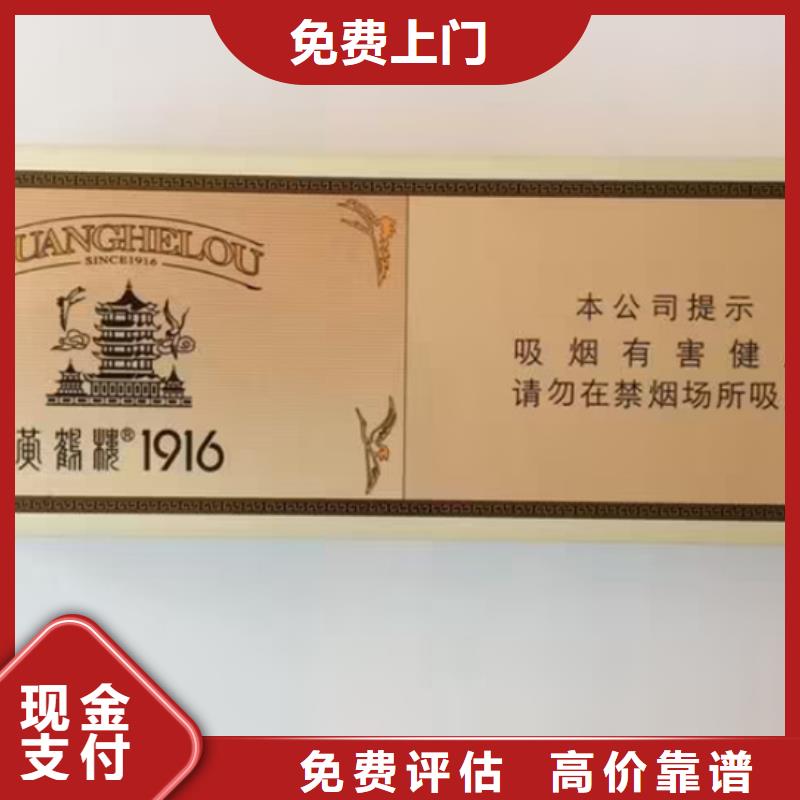 免费上门
UANGHELOU
SINCE1916
黄鹤楼®1916
本公司提示
吸烟有害健
请勿在禁烟场所吸
现金
支付
免费评估 高价靠谱